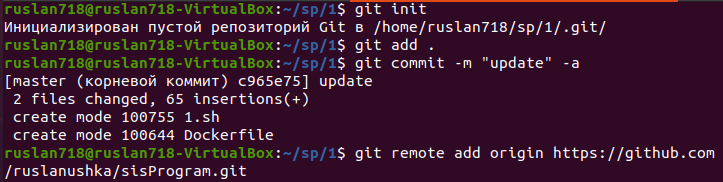 ruslan718@ruslan718-VirtualBox:~/sp/1$ git init
Инициализирован пустой репозиторий Git в /home/ruslan718/sp/1/.git/
ruslan718@ruslan718-VirtualBox:~/sp/1$ git add .
ruslan718@ruslan718-VirtualBox:~/sp/1$ git commit -m "update" -a
[master (корневой коммит) c965e75] update
 2 files changed, 65 insertions(+)
 create mode 100755 1.sh
 create mode 100644 Dockerfile
ruslan718@ruslan718-VirtualBox:~/sp/1$ git remote add origin https://github.com
/ruslanushka/sisProgram.git